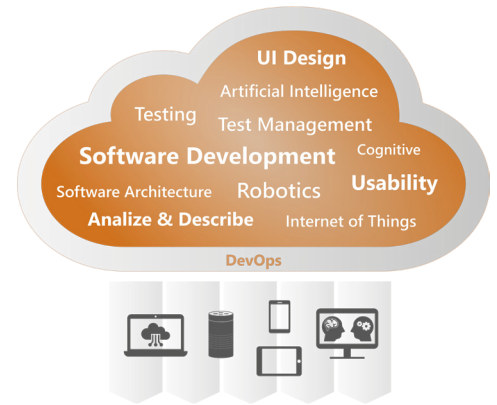 UI Design
Artificial Intelligence
Testing
Test Management
Software Development
Cognitive
Software Architecture
Robotics
Usability
Analize & Describe
Internet of Things
DevOps